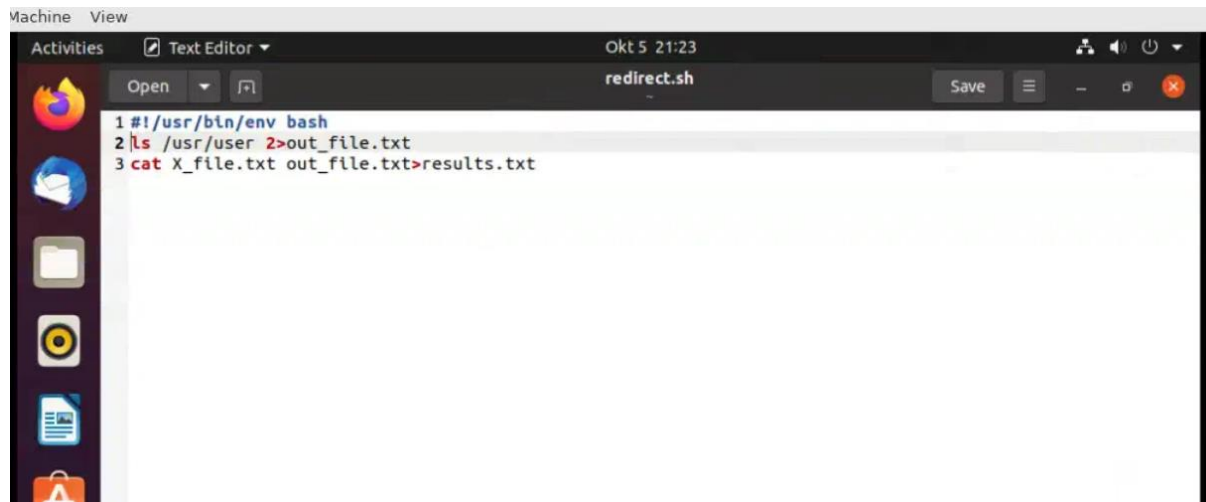 Machine View
Activities Text Editor Okt 5 21:23
Open redirect.sh Save
~
1 #!/usr/bin/env bash
2 ls /usr/user 2>out_file.txt
3 cat X_file.txt out_file.txt>results.txt